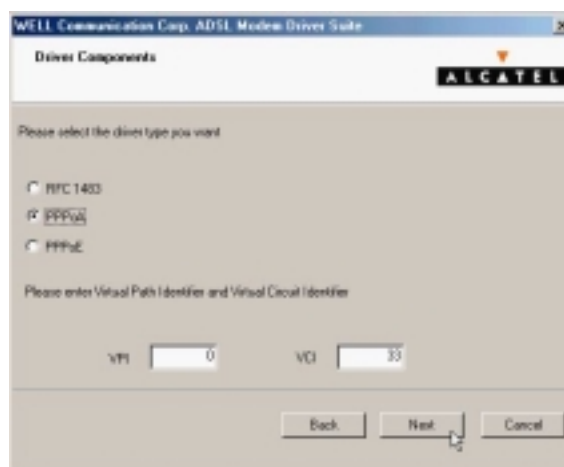 WELL Communication Corp. ADSL Modem Driver Suite
Driver Components
ALCATEL
Please select the driver type you want
RFC 1483
PPPoA
PPPoE
Please enter Virtual Path Identifier and Virtual Circuit Identifier
VPI 0 VCI 33
Back Next Cancel